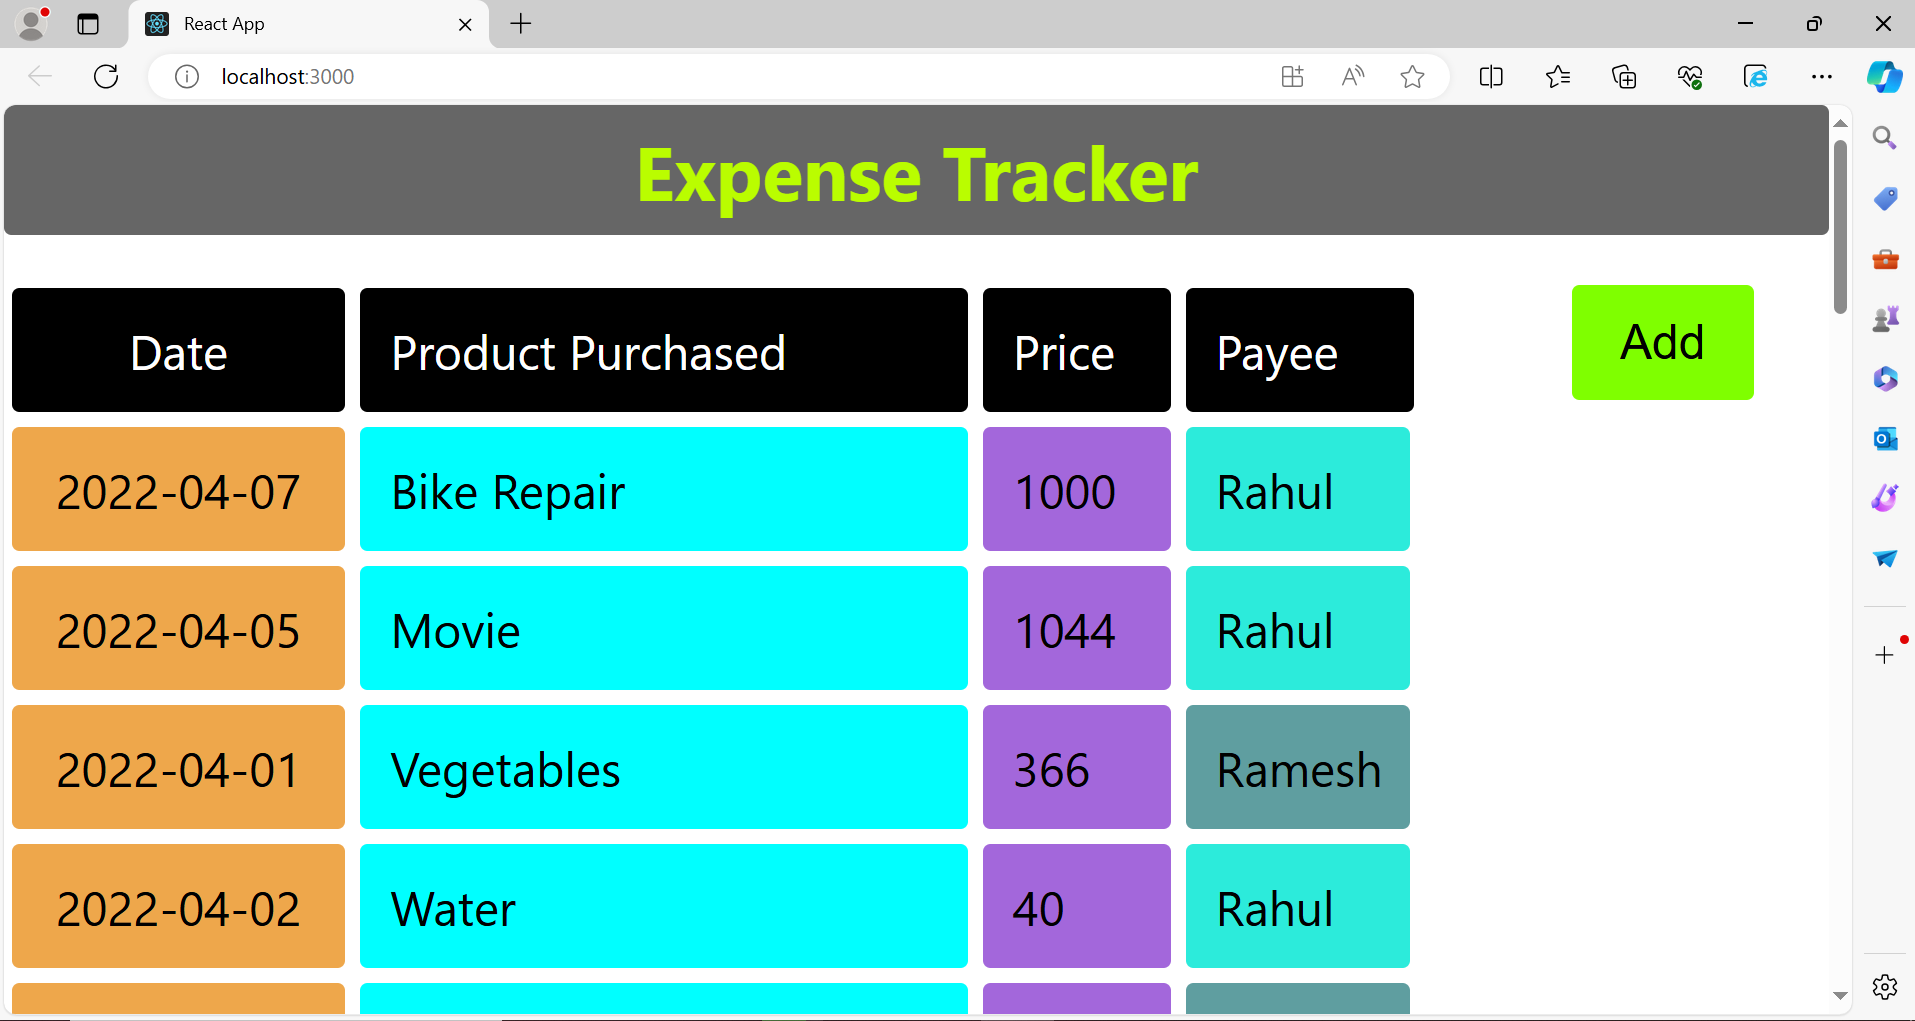 React App
localhost:3000
Expense Tracker
Date Product Purchased Price Payee Add
2022-04-07 Bike Repair 1000 Rahul
2022-04-05 Movie 1044 Rahul
2022-04-01 Vegetables 366 Ramesh
2022-04-02 Water 40 Rahul